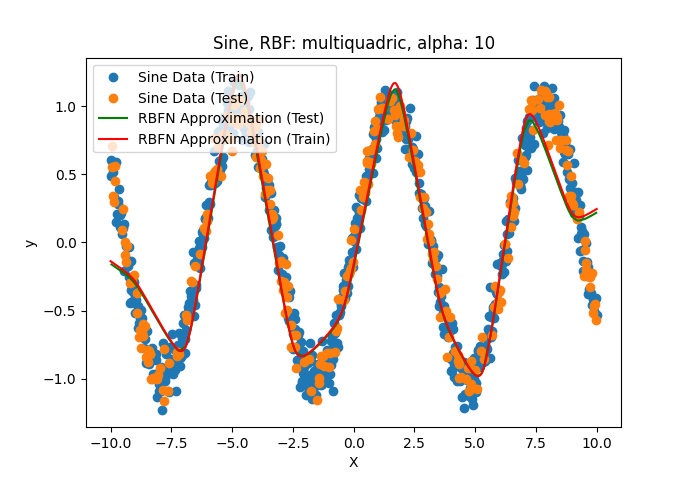 Sine, RBF: multiquadric, alpha: 10
Sine Data (Train)
Sine Data (Test)
RBFN Approximation (Test)
RBFN Approximation (Train)
1.0
0.5
0.0
−0.5
−1.0
y
−10.0 −7.5 −5.0 −2.5 0.0 2.5 5.0 7.5 10.0
X